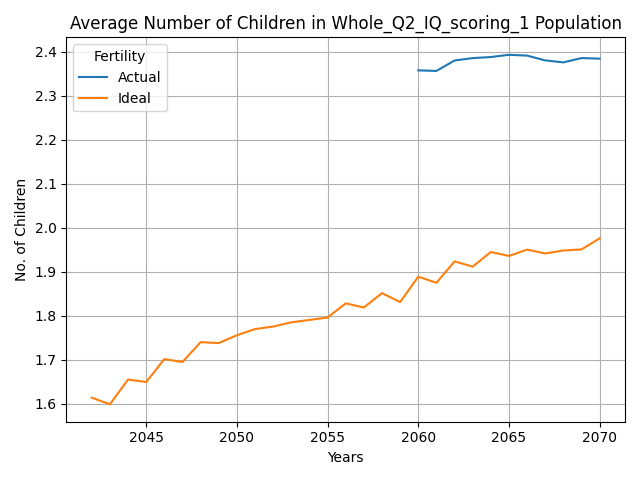 Average Number of Children in Whole_Q2_IQ_scoring_1 Population
Fertility
Actual
Ideal
No. of Children
2.4
2.3
2.2
2.1
2.0
1.9
1.8
1.7
1.6
2045 2050 2055 2060 2065 2070
Years